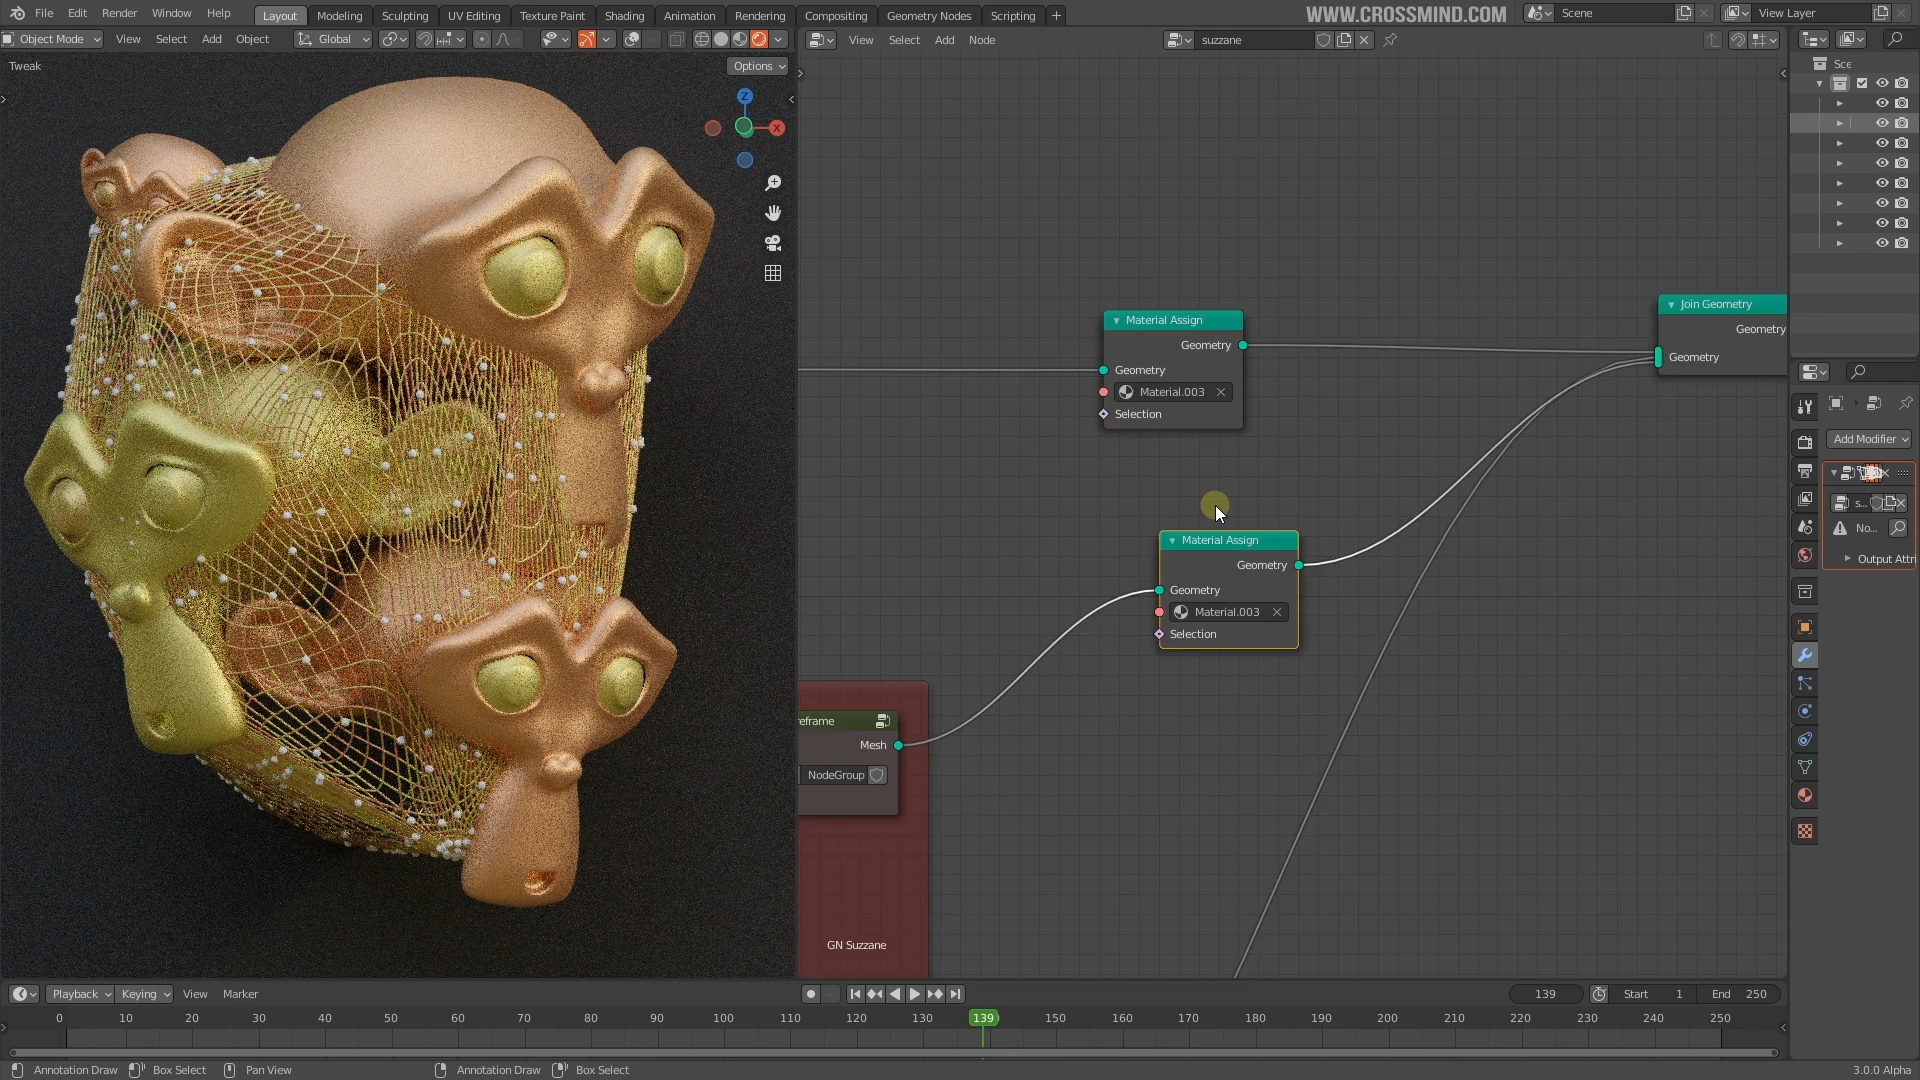 File Edit Render Window Help Layout Modeling Sculpting UV Editing Texture Paint Shading Animation Rendering Compositing Geometry Nodes Scripting + WWW.CROSSMIND.COM Scene View Layer
Object Mode View Select Add Object Global View Select Add Node suzzane
Tweak Options
Sce
Z
X
Join Geometry
Geometry
Geometry
Material Assign
Geometry
Geometry
Material.003
Selection
Add Modifier
s...
No...
Output Attri
Material Assign
Geometry
Geometry
Material.003
Selection
reframe
Mesh
NodeGroup
GN Suzzane
Playback Keying View Marker 139 Start 1 End 250
0 10 20 30 40 50 60 70 80 90 100 110 120 130 139 150 160 170 180 190 200 210 220 230 240 250
Annotation Draw Box Select Pan View Annotation Draw Box Select 3.0.0 Alpha